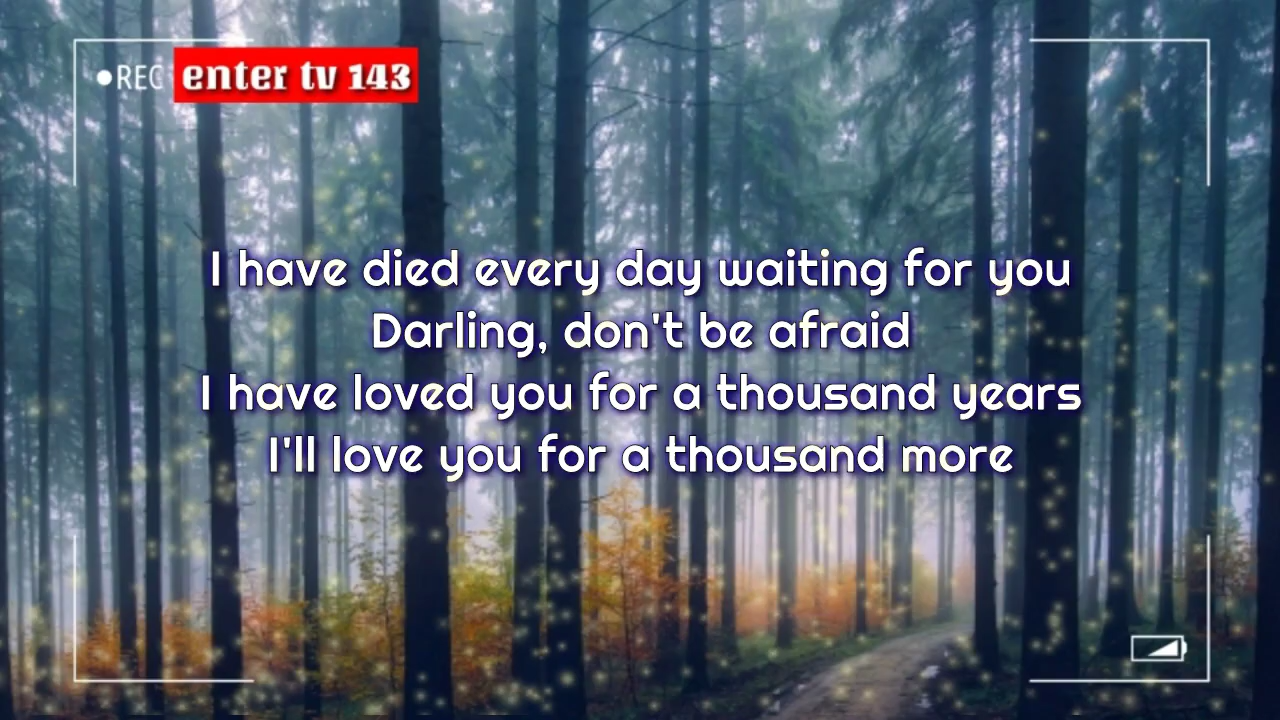 REC
enter tv 143
I have died every day waiting for you
Darling, don't be afraid
I have loved you for a thousand years
I'll love you for a thousand more